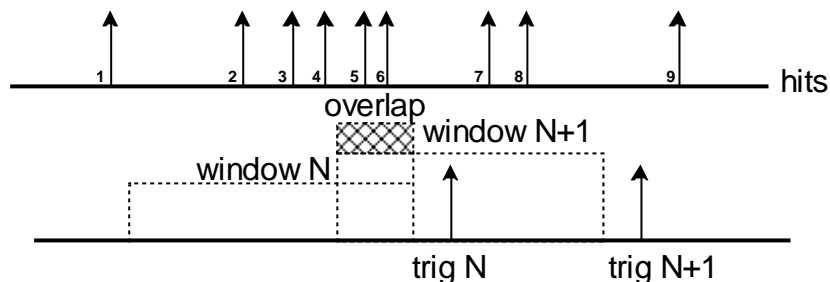 1 2 3 4 5 6 7 8 9
hits
overlap
window N+1
window N
trig N trig N+1